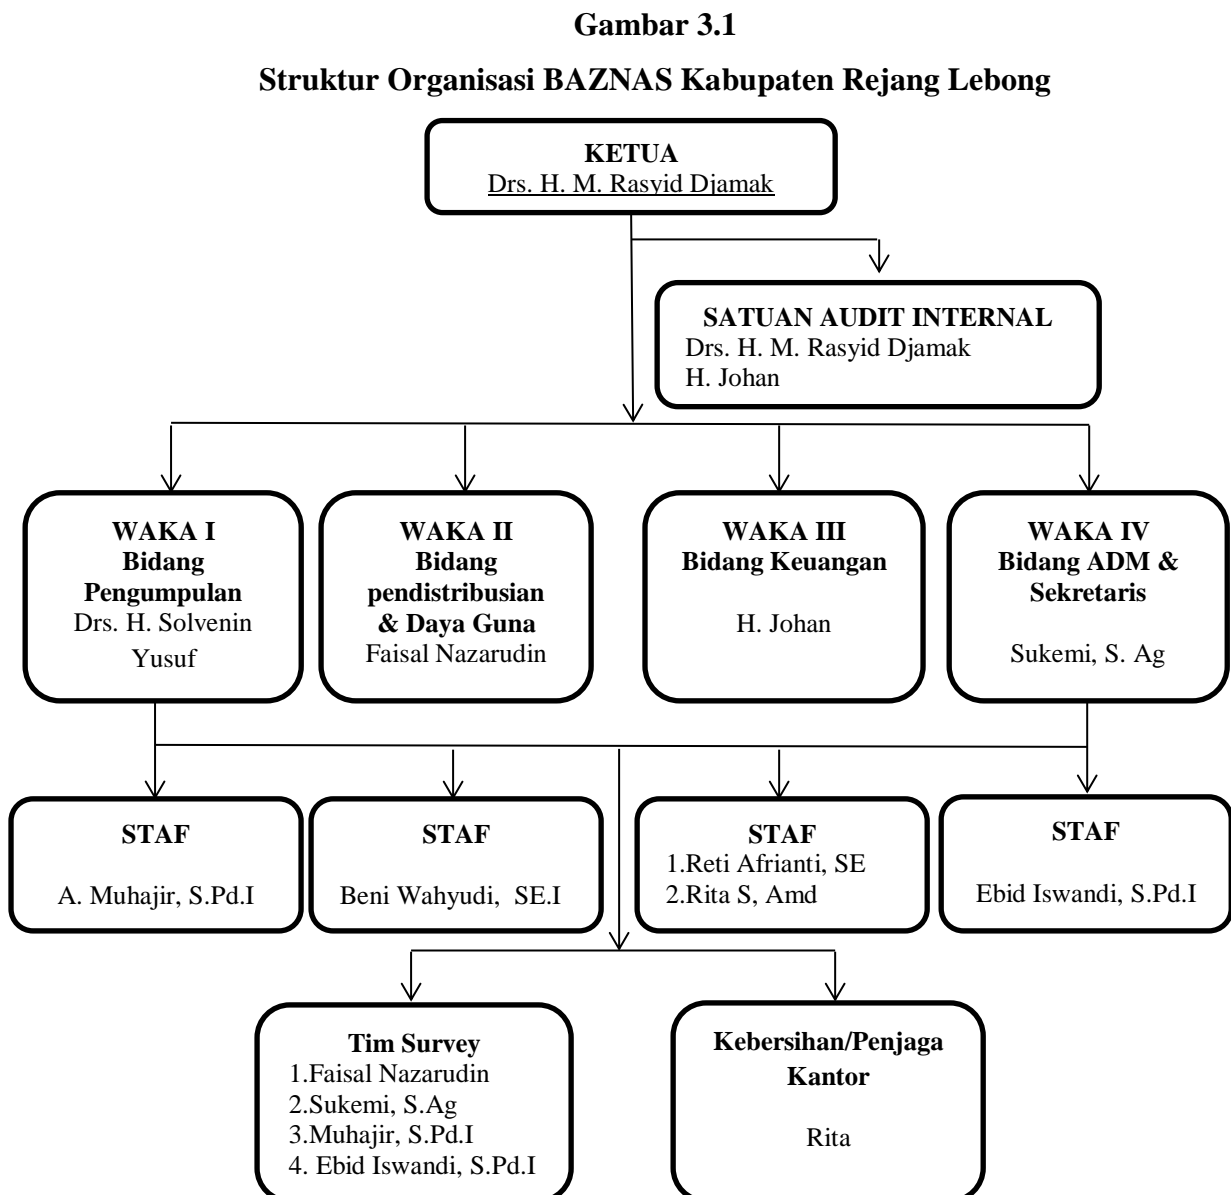 Gambar 3.1
Struktur Organisasi BAZNAS Kabupaten Rejang Lebong
KETUA
Drs. H. M. Rasyid Djamak
SATUAN AUDIT INTERNAL
Drs. H. M. Rasyid Djamak
H. Johan
WAKA I
Bidang
Pengumpulan
Drs. H. Solvenin
Yusuf
WAKA II
Bidang
pendistribusian
& Daya Guna
Faisal Nazarudin
WAKA III
Bidang Keuangan
H. Johan
WAKA IV
Bidang ADM &
Sekretaris
Sukemi, S. Ag
STAF
A. Muhajir, S.Pd.I
STAF
Beni Wahyudi,  SE.I
STAF
1.Reti Afrianti, SE
2.Rita S, Amd
STAF
Ebid Iswandi, S.Pd.I
Tim Survey
1.Faisal Nazarudin
2.Sukemi, S.Ag
3.Muhajir, S.Pd.I
4. Ebid Iswandi, S.Pd.I
Kebersihan/Penjaga
Kantor
Rita